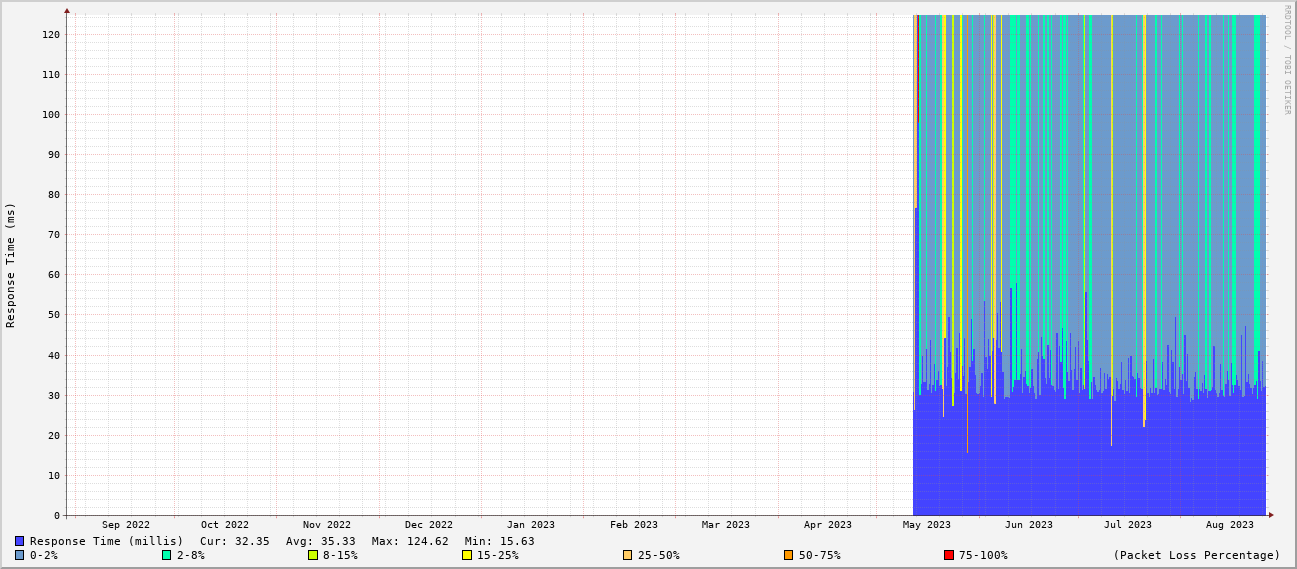 RRDTOOL / TOBI OETIKER
Response Time (ms)
120
110
100
90
80
70
60
50
40
30
20
10
0
Sep 2022 Oct 2022 Nov 2022 Dec 2022 Jan 2023 Feb 2023 Mar 2023 Apr 2023 May 2023 Jun 2023 Jul 2023 Aug 2023
Response Time (millis) Cur: 32.35 Avg: 35.33 Max: 124.62 Min: 15.63
0-2% 2-8% 8-15% 15-25% 25-50% 50-75% 75-100% (Packet Loss Percentage)